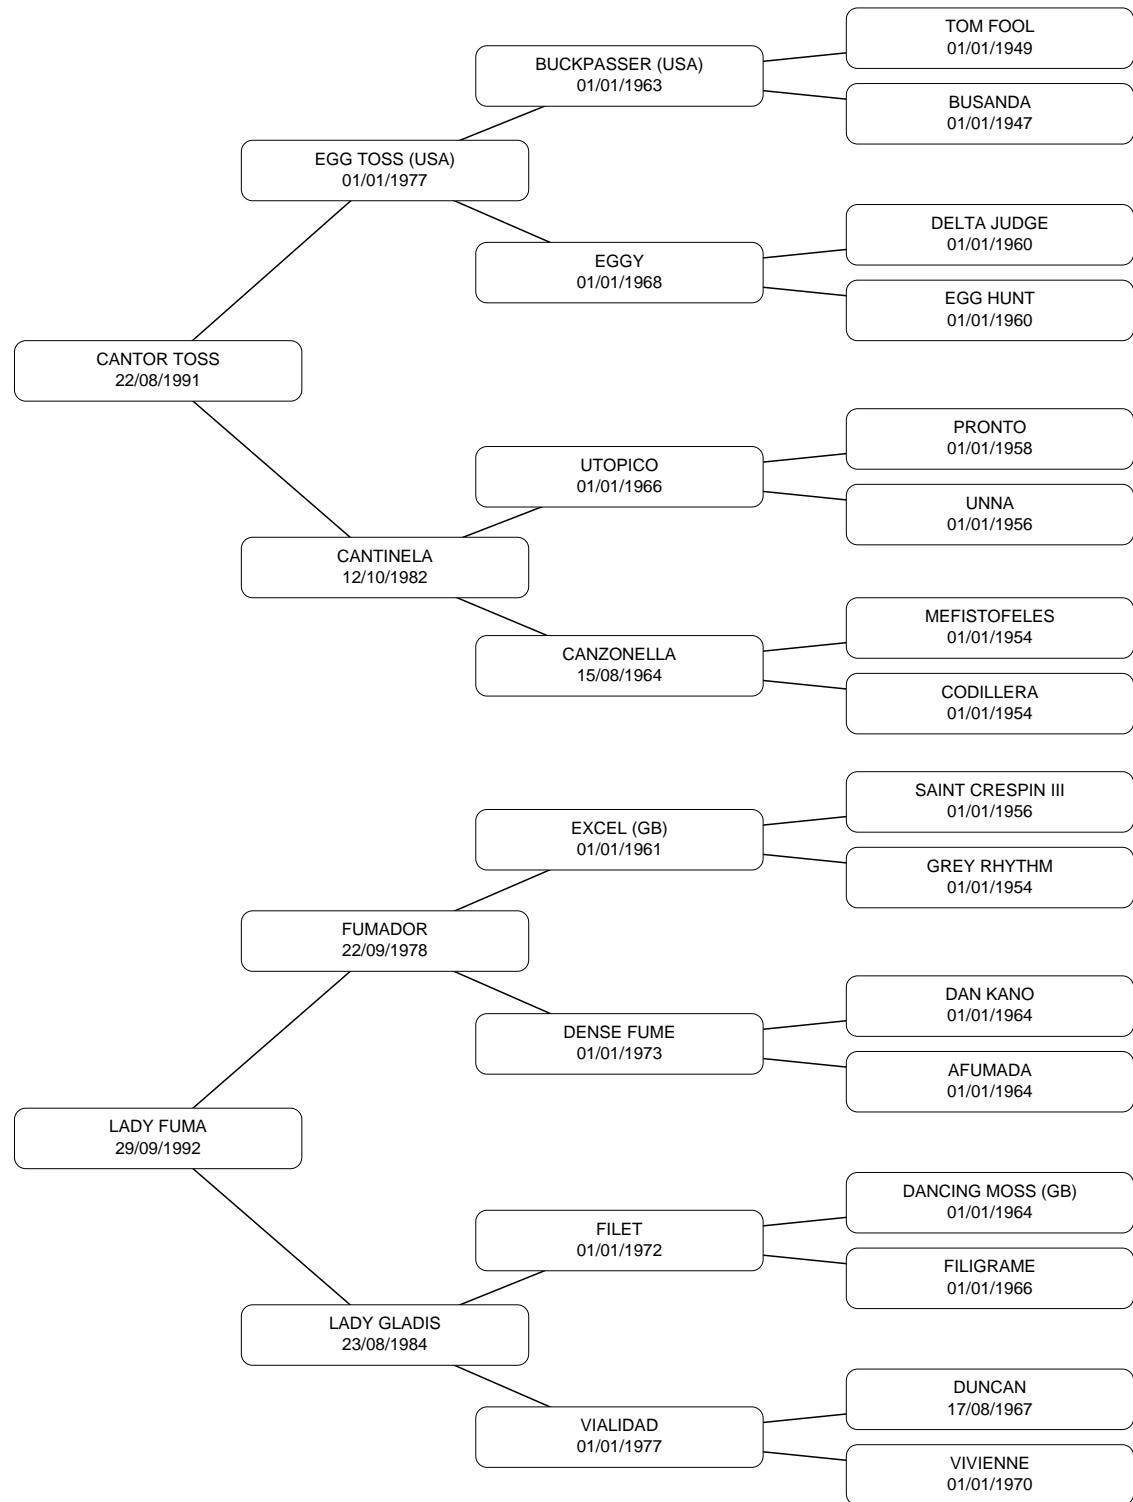 TOM FOOL
01/01/1949
BUCKPASSER (USA)
01/01/1963
BUSANDA
01/01/1947
EGG TOSS (USA)
01/01/1977
DELTA JUDGE
01/01/1960
EGGY
01/01/1968
EGG HUNT
01/01/1960
CANTOR TOSS
22/08/1991
PRONTO
01/01/1958
UTOPICO
01/01/1966
UNNA
01/01/1956
CANTINELA
12/10/1982
MEFISTOFELES
01/01/1954
CANZONELLA
15/08/1964
CODILLERA
01/01/1954
SAINT CRESPIN III
01/01/1956
EXCEL (GB)
01/01/1961
GREY RHYTHM
01/01/1954
FUMADOR
22/09/1978
DAN KANO
01/01/1964
DENSE FUME
01/01/1973
AFUMADA
01/01/1964
LADY FUMA
29/09/1992
DANCING MOSS (GB)
01/01/1964
FILET
01/01/1972
FILIGRAME
01/01/1966
LADY GLADIS
23/08/1984
DUNCAN
17/08/1967
VIALIDAD
01/01/1977
VIVIENNE
01/01/1970